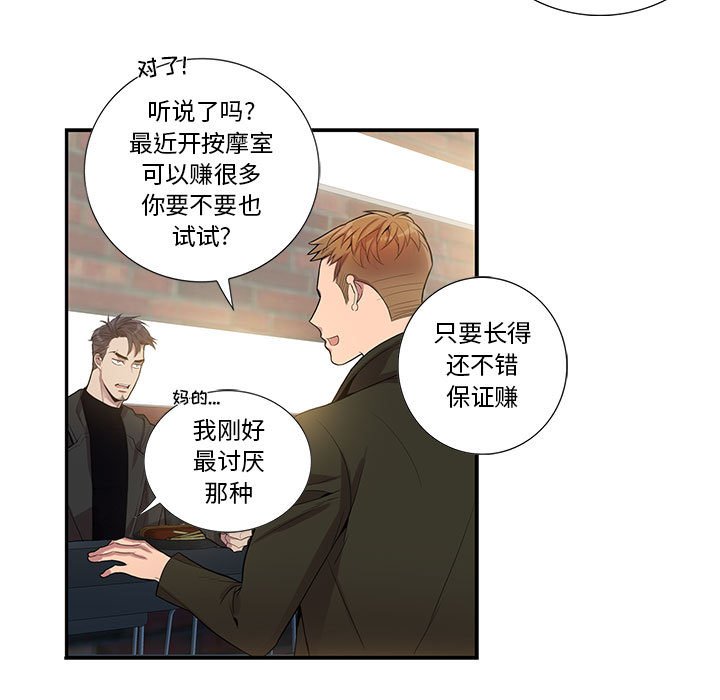 对了!
听说了吗?
最近开按摩室
可以赚很多
你要不要也
试试?
只要长得
还不错
保证赚
妈的...
我刚好
最讨厌
那种